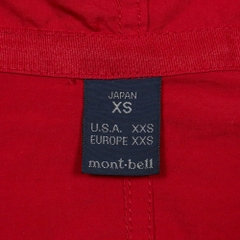 JAPAN
XS
U.S.A. XXS
EUROPE XXS
mont-bell